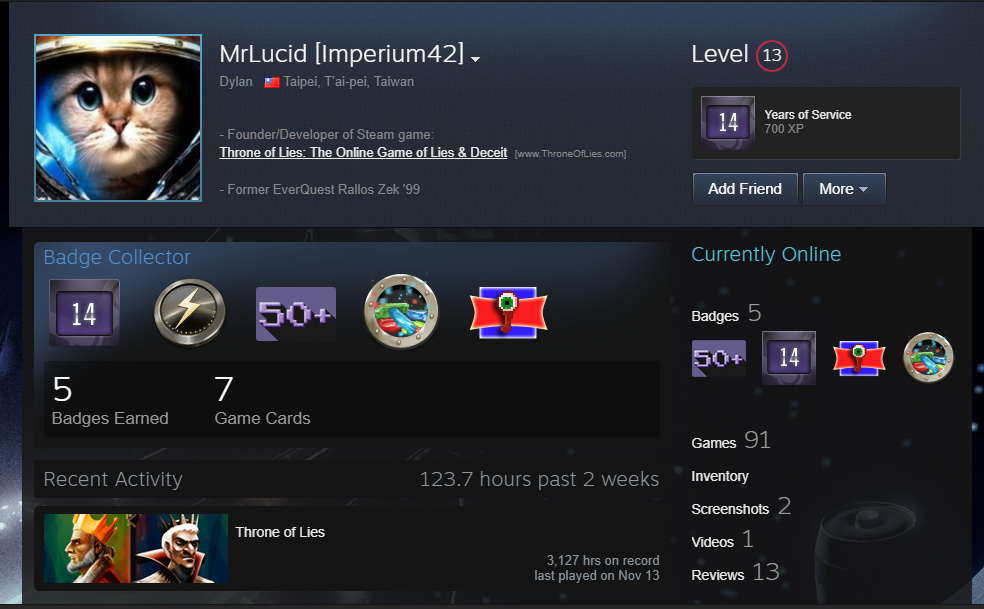 MrLucid [Imperium42]
Dylan Taipei, T'ai-pei, Taiwan
- Founder/Developer of Steam game:
Throne of Lies: The Online Game of Lies & Deceit [www.ThroneOfLies.com]
- Former EverQuest Rallos Zek '99
Level 13
14
Years of Service
700 XP
Add Friend
More
Badge Collector
14
50+
5
Badges Earned
7
Game Cards
Recent Activity
123.7 hours past 2 weeks
Throne of Lies
3,127 hrs on record
last played on Nov 13
Currently Online
Badges 5
50+
14
Games 91
Inventory
Screenshots 2
Videos 1
Reviews 13